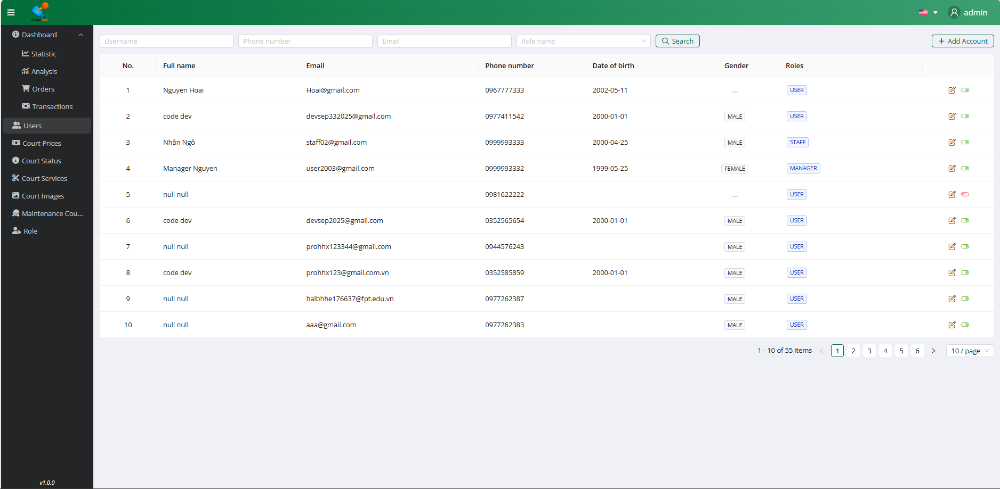 PICKLEBALL
admin
Dashboard
Statistic
Analysis
Orders
Transactions
Users
Court Prices
Court Status
Court Services
Court Images
Maintenance Cou...
Role
v1.0.0
Username Phone number Email Role name Search Add Account
No. Full name Email Phone number Date of birth Gender Roles
1 Nguyen Hoai Hoai@gmail.com 0967777333 2002-05-11 USER
2 code dev devsep332025@gmail.com 0977411542 2000-01-01 MALE USER
3 Nhân Ngô staff02@gmail.com 0999993333 2000-04-25 MALE STAFF
4 Manager Nguyen user2003@gmail.com 0999993332 1999-05-25 FEMALE MANAGER
5 null null 0981622222 USER
6 code dev devsep2025@gmail.com 0352565654 2000-01-01 MALE USER
7 null null prohhx123344@gmail.com 0944576243 MALE USER
8 code dev prohhx123@gmail.com.vn 0352585859 2000-01-01 MALE USER
9 null null halbhhe176637@fpt.edu.vn 0977262387 MALE USER
10 null null aaa@gmail.com 0977262383 MALE USER
1 - 10 of 55 items < 1 2 3 4 5 6 > 10 / page